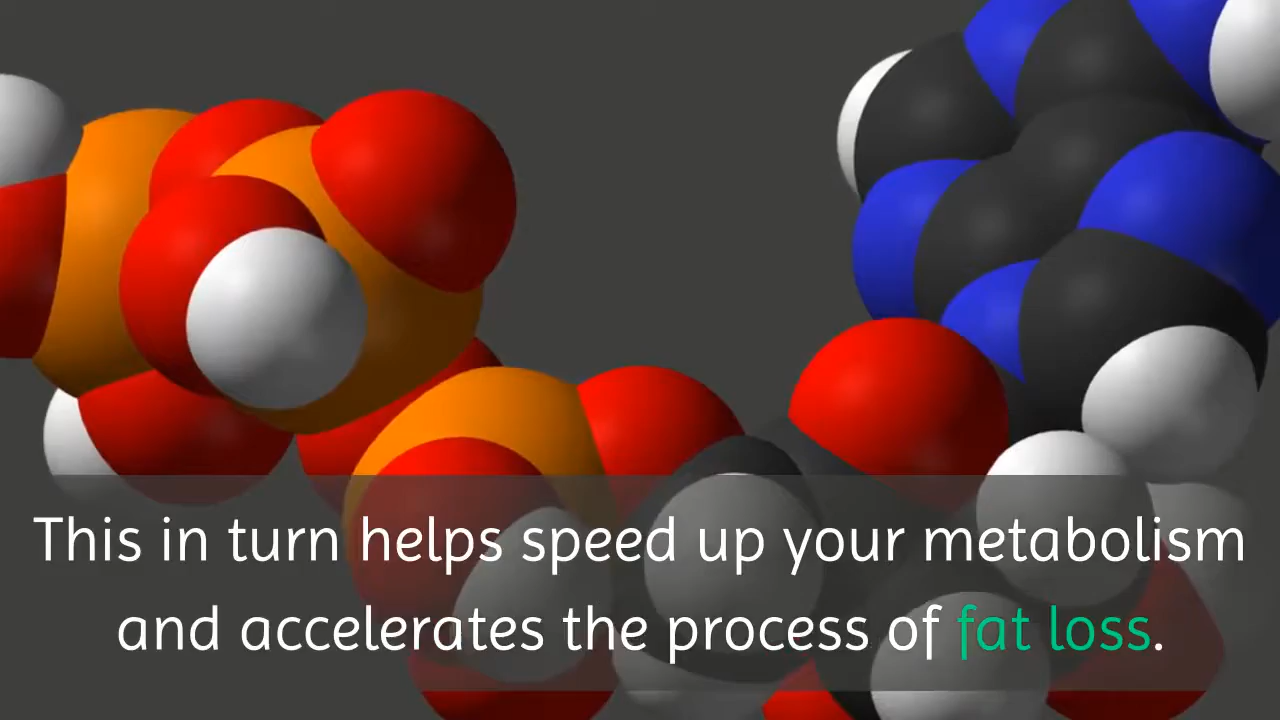 This in turn helps speed up your metabolism
and accelerates the process of fat loss.